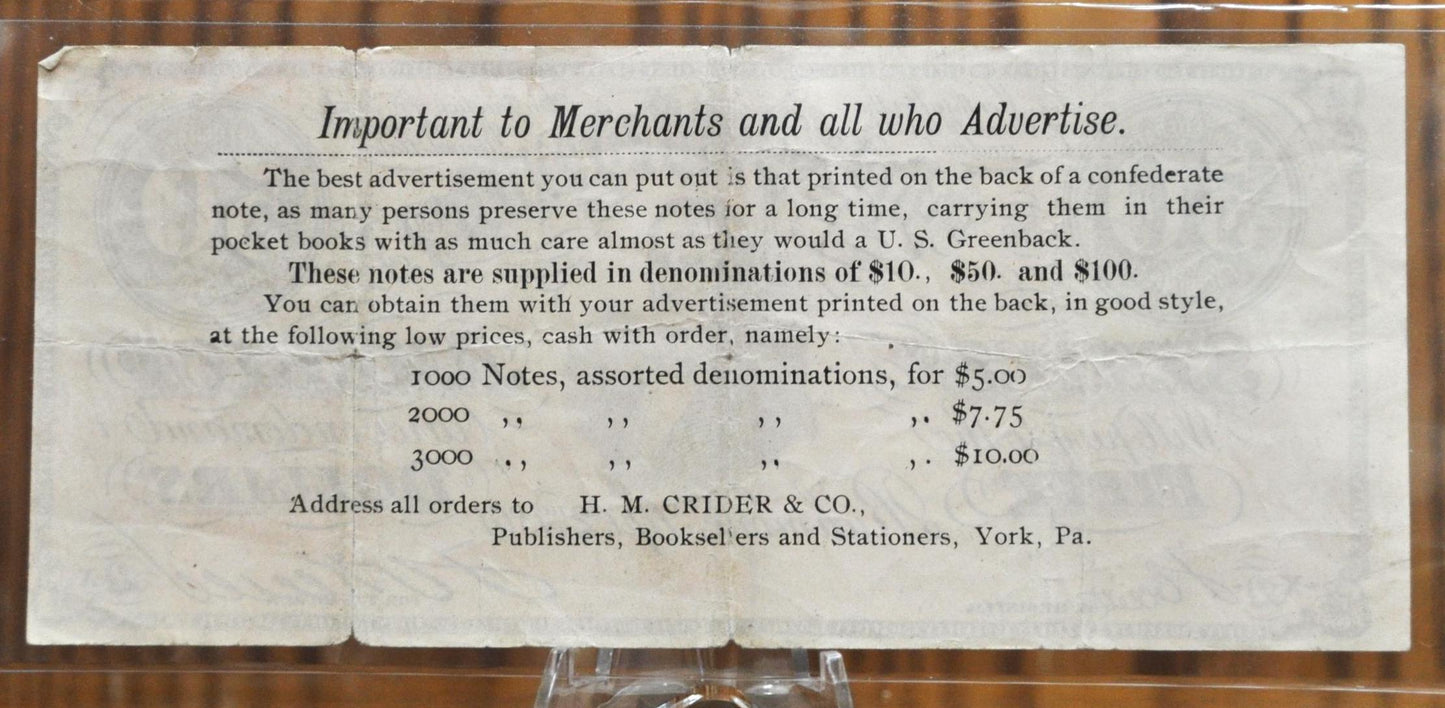 Important to Merchants and all who Advertise.
The best advertisement you can put out is that printed on the back of a confederate
note, as many persons preserve these notes for a long time, carrying them in their
pocket books with as much care almost as they would a U. S. Greenback.
These notes are supplied in denominations of $10., $50. and $100.
You can obtain them with your advertisement printed on the back, in good style,
at the following low prices, cash with order, namely:
1000 Notes, assorted denominations, for $5.00
2000 ,, ,, ,, ,, $7.75
3000 ,, ,, ,, ,, $10.00
Address all orders to H. M. CRIDER & CO.,
Publishers, Booksellers and Stationers, York, Pa.